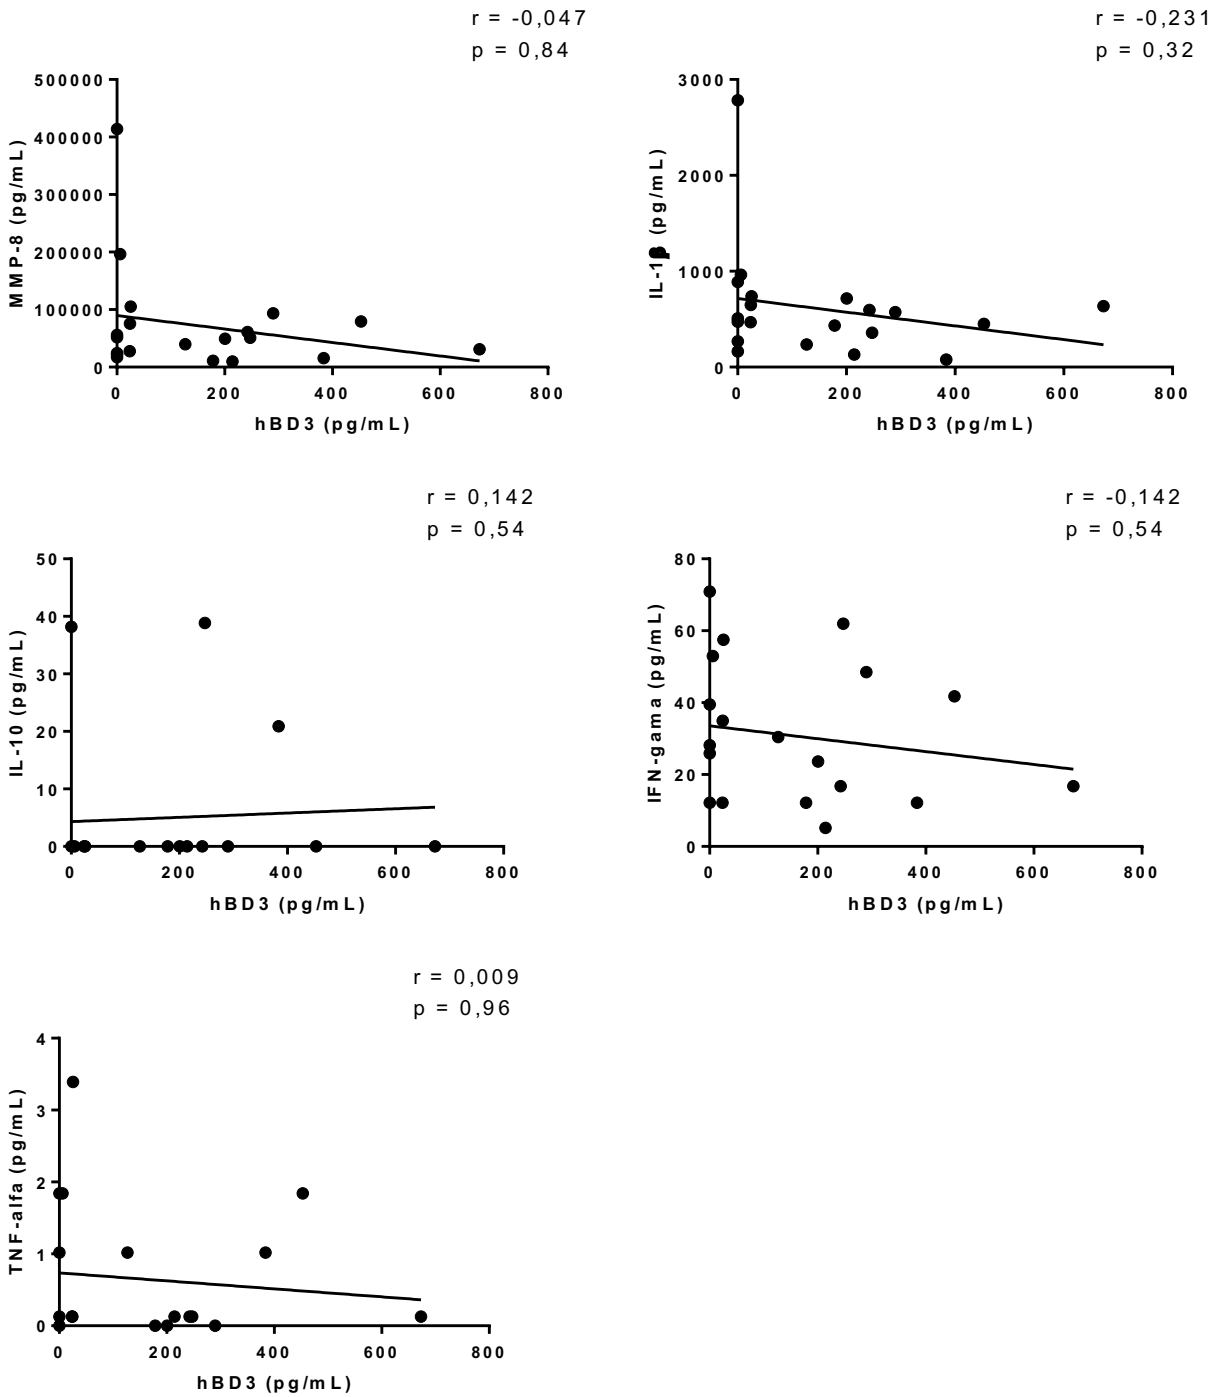 r = -0,047
p = 0,84
500000
400000
300000
200000
100000
0
MMP-8 (pg/mL)
0 200 400 600 800
hBD3 (pg/mL)
r = -0,231
p = 0,32
3000
2000
1000
0
IL-1β (pg/mL)
0 200 400 600 800
hBD3 (pg/mL)
r = 0,142
p = 0,54
50
40
30
20
10
0
IL-10 (pg/mL)
0 200 400 600 800
hBD3 (pg/mL)
r = -0,142
p = 0,54
80
60
40
20
0
IFN-gama (pg/mL)
0 200 400 600 800
hBD3 (pg/mL)
r = 0,009
p = 0,96
4
3
2
1
0
TNF-alfa (pg/mL)
0 200 400 600 800
hBD3 (pg/mL)